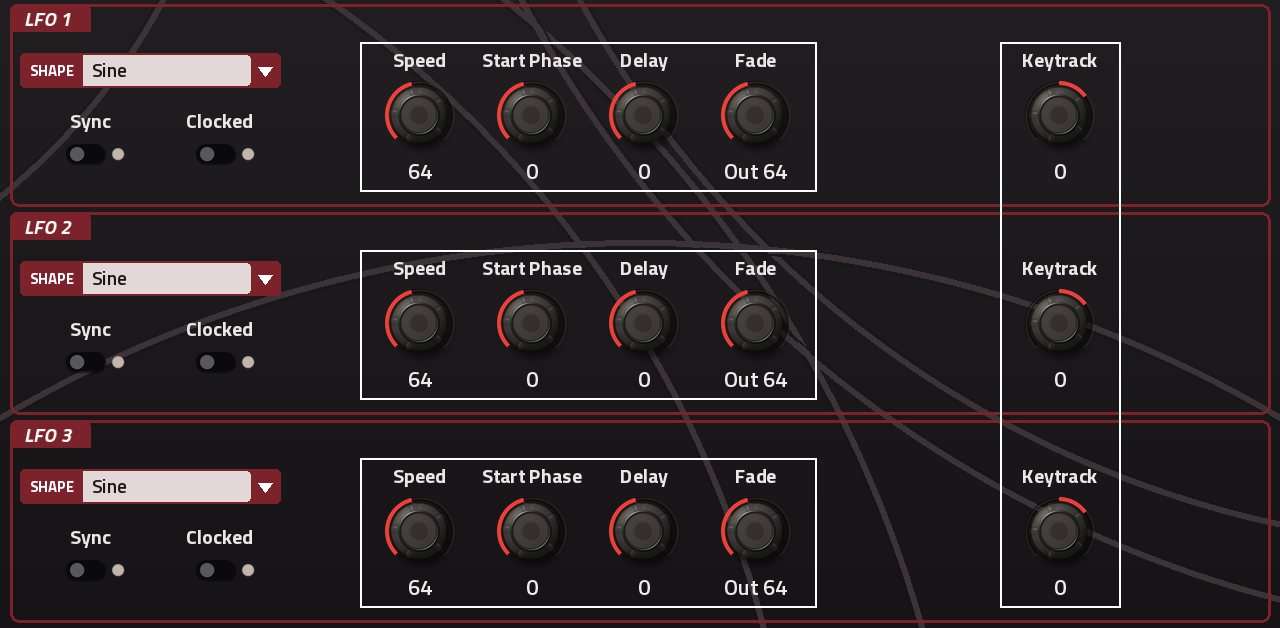 LFO 1
Speed Start Phase Delay Fade Keytrack
SHAPE Sine
Sync Clocked
64 0 0 Out 64 0
LFO 2
Speed Start Phase Delay Fade Keytrack
SHAPE Sine
Sync Clocked
64 0 0 Out 64 0
LFO 3
Speed Start Phase Delay Fade Keytrack
SHAPE Sine
Sync Clocked
64 0 0 Out 64 0